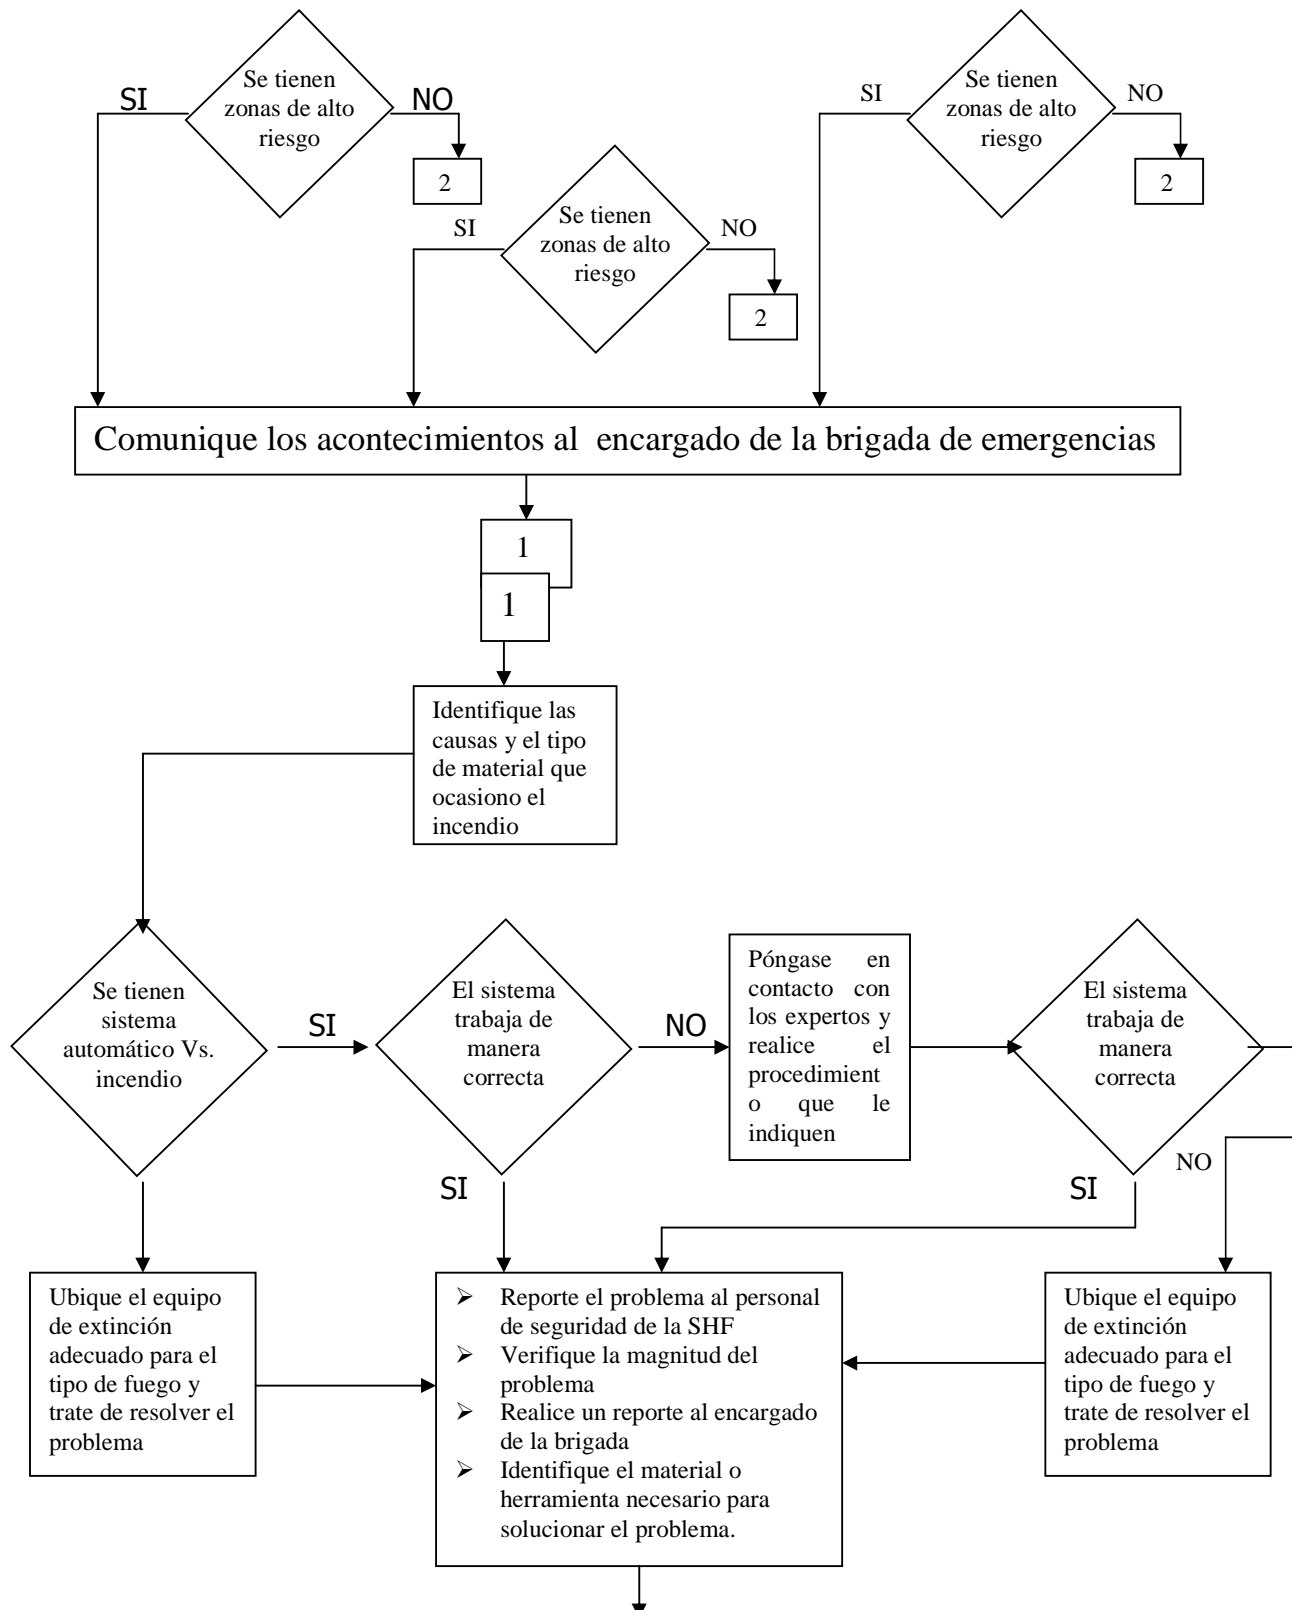 SI
Se tienen
zonas de alto
riesgo
NO
2
SI
Se tienen
zonas de alto
riesgo
NO
2
SI
Se tienen
zonas de alto
riesgo
NO
2
Comunique los acontecimientos al  encargado de la brigada de emergencias
1
1
Identifique las
causas y el tipo
de material que
ocasiono el
incendio
Se tienen
sistema
automático Vs.
incendio
SI
El sistema
trabaja de
manera
correcta
NO
Póngase en
contacto con
los expertos y
realice el
procedimient
o que le
indiquen
El sistema
trabaja de
manera
correcta
SI
SI
NO
Ubique el equipo
de extinción
adecuado para el
tipo de fuego y
trate de resolver el
problema
➢ Reporte el problema al personal
de seguridad de la SHF
➢ Verifique la magnitud del
problema
➢ Realice un reporte al encargado
de la brigada
➢ Identifique el material o
herramienta necesario para
solucionar el problema.
Ubique el equipo
de extinción
adecuado para el
tipo de fuego y
trate de resolver el
problema